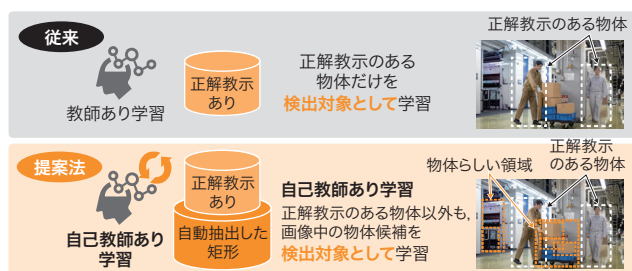 従来
教師あり学習
正解教示
あり
正解教示のある
物体だけを
検出対象として学習
正解教示のある物体
提案法
自己教師あり
学習
正解教示
あり
自動抽出した
矩形
自己教師あり学習
正解教示のある物体以外も,
画像中の物体候補を
検出対象として学習
物体らしい領域
正解教示
のある物体